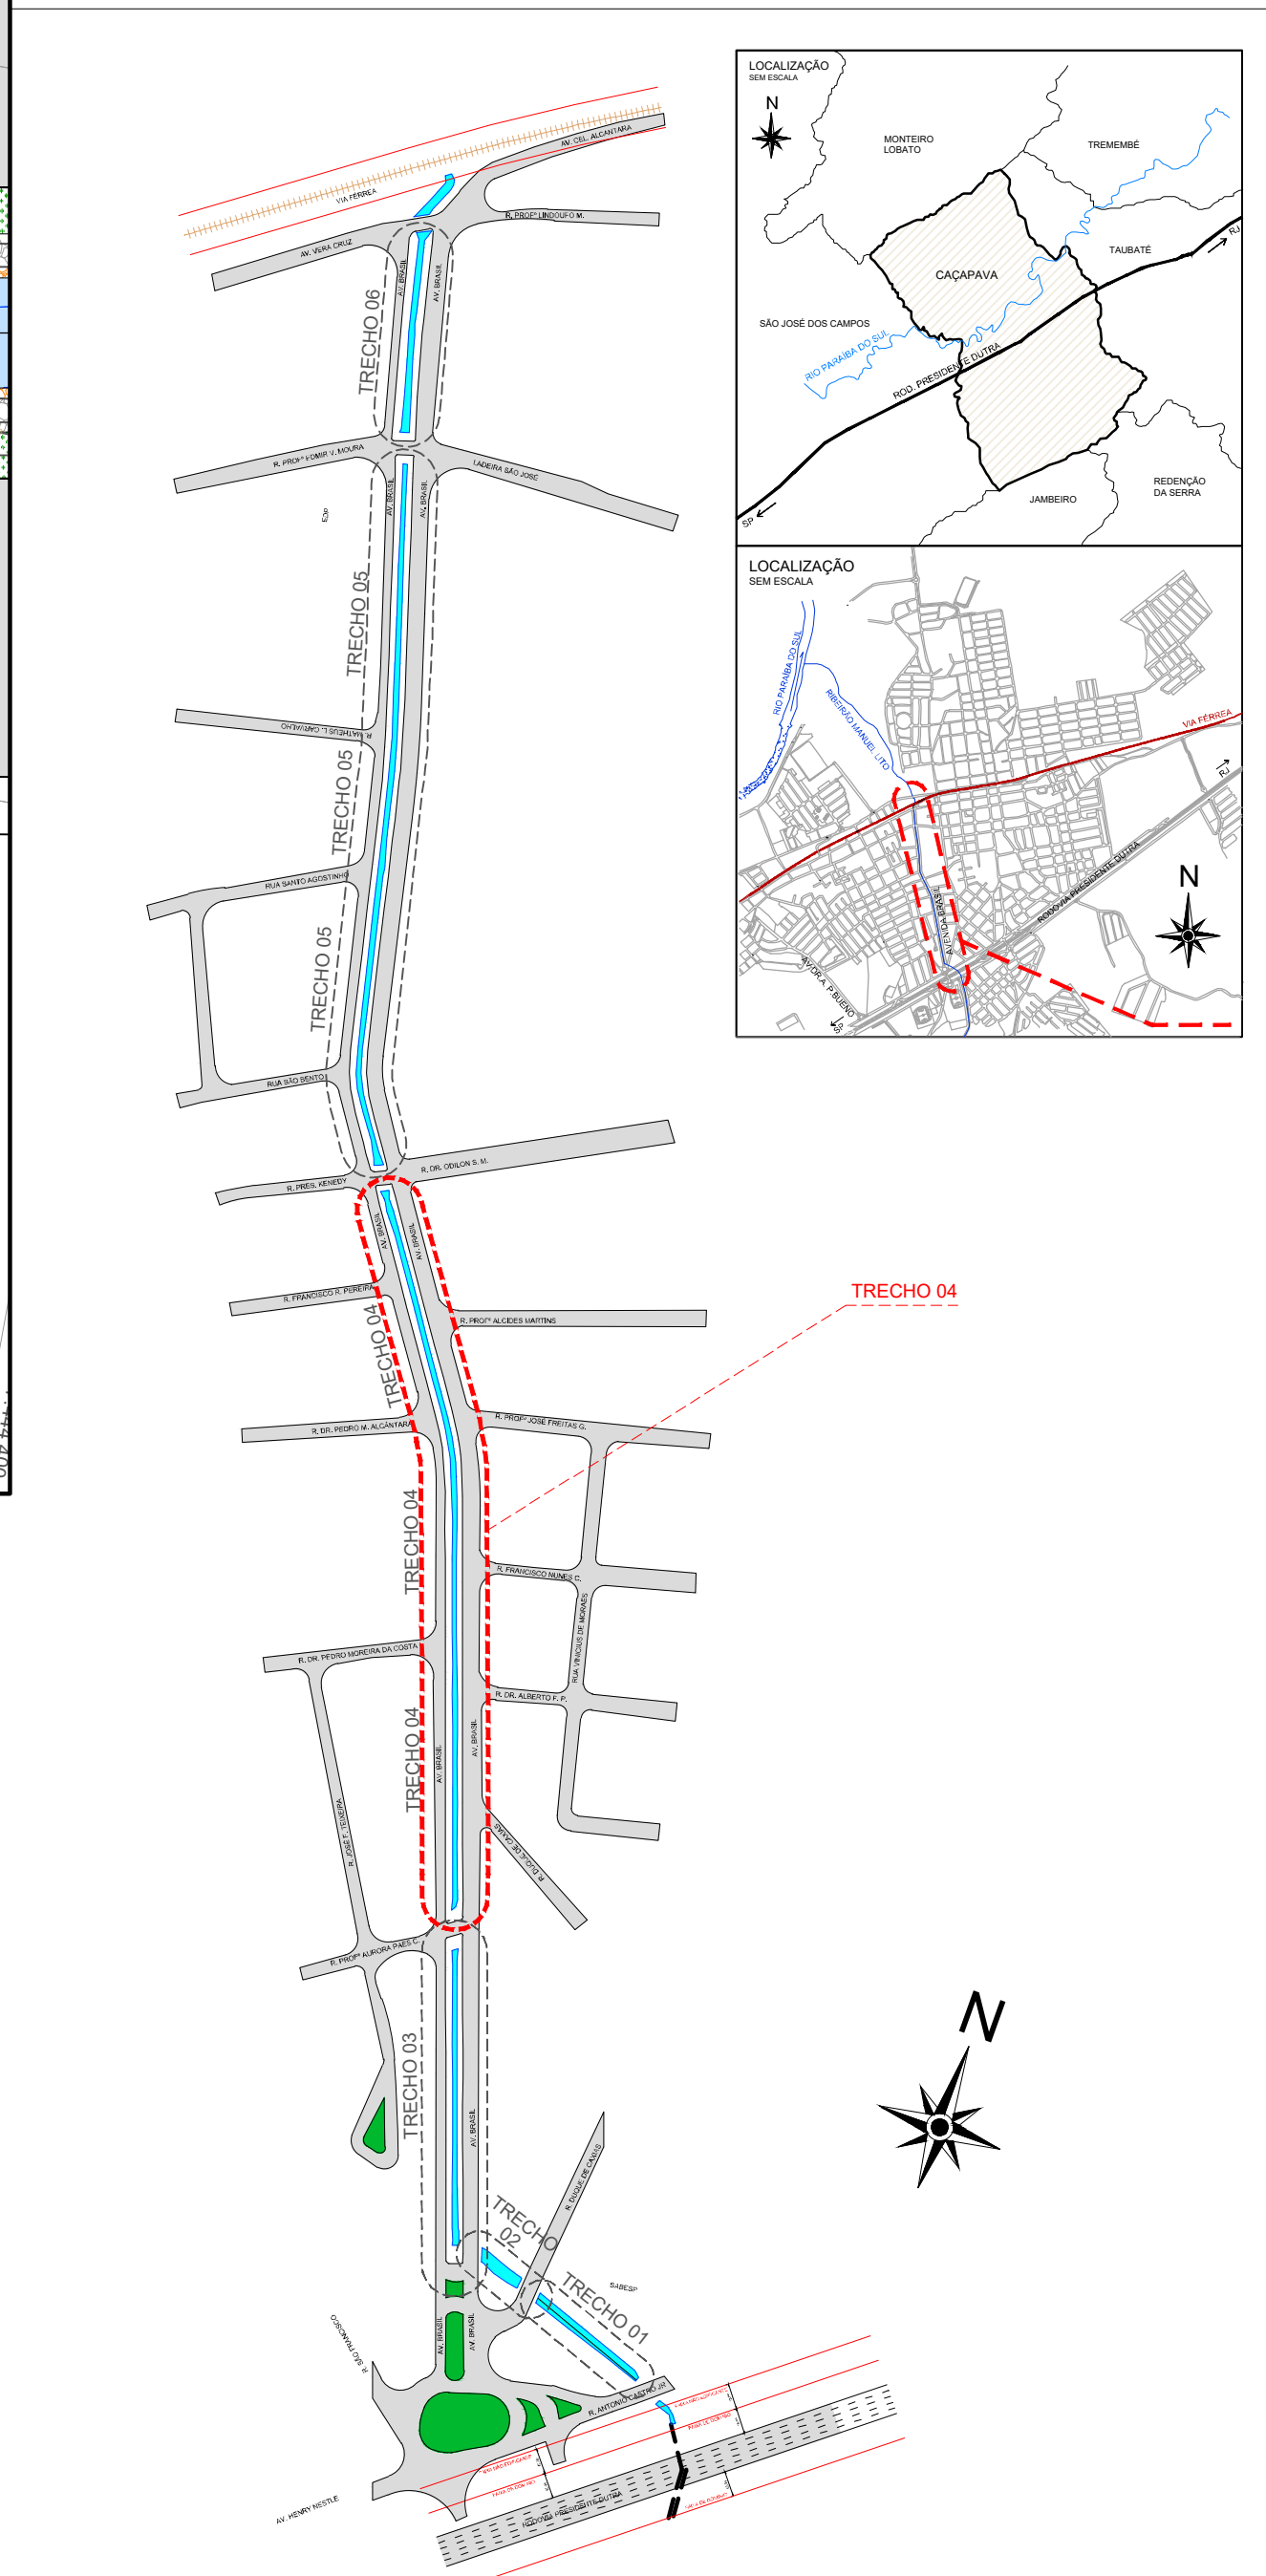 LOCALIZAÇÃO
SEM ESCALA
N
MONTEIRO
LOBATO
TREMEMBÉ
TAUBATÉ
RJ
CAÇAPAVA
SÃO JOSÉ DOS CAMPOS
RIO PARAÍBA DO SUL
ROD. PRESIDENTE DUTRA
REDENÇÃO
DA SERRA
JAMBEIRO
SP
LOCALIZAÇÃO
SEM ESCALA
RIO PARAÍBA DO SUL
RIBEIRÃO MANUEL LITO
VIA FÉRREA
RJ
RODOVIA PRESIDENTE DUTRA
AVENIDA BRASIL
AV.DR.A. P.BUENO
SP
N
AV. CEL. ALCANTARA
VIA FÉRREA
R. PROFº LINDOUFO M.
AV. VERA CRUZ
AV. BRASIL
AV. BRASIL
TRECHO 06
R. PROFº EDMIR V. MOURA
LADEIRA SÃO JOSÉ
AV. BRASIL
AV. BRASIL
EDP
TRECHO 05
R. MATHEUS L. CARVALHO
TRECHO 05
RUA SANTO AGOSTINHO
TRECHO 05
RUA SÃO BENTO
R. DR. ODILON S. M.
R. PRES. KENEDY
AV. BRASIL
AV. BRASIL
R. FRANCISCO R. PEREIRA
TRECHO 04
R. PROFº ALCIDES MARTINS
TRECHO 04
R. DR. PEDRO M. ALCÂNTARA
R. PROFº JOSÉ FREITAS G.
TRECHO 04
R. FRANCISCO NUNES C.
RUA VINICIUS DE MORAES
R. DR. PEDRO MOREIRA DA COSTA
R. DR. ALBERTO F. P.
TRECHO 04
AV. BRASIL
AV. BRASIL
R. JOSÉ F. TEIXEIRA
R. DUQUE DE CAXIAS
R. PROFº AURORA PAES C.
TRECHO 03
AV. BRASIL
N
R. DUQUE DE CAXIAS
TRECHO
02
TRECHO 01
SABESP
AV. BRASIL
AV. BRASIL
R. SÃO FRANCISCO
R. ANTONIO CASTRO JR
AV. HENRY NESTLE
RODOVIA PRESIDENTE DUTRA